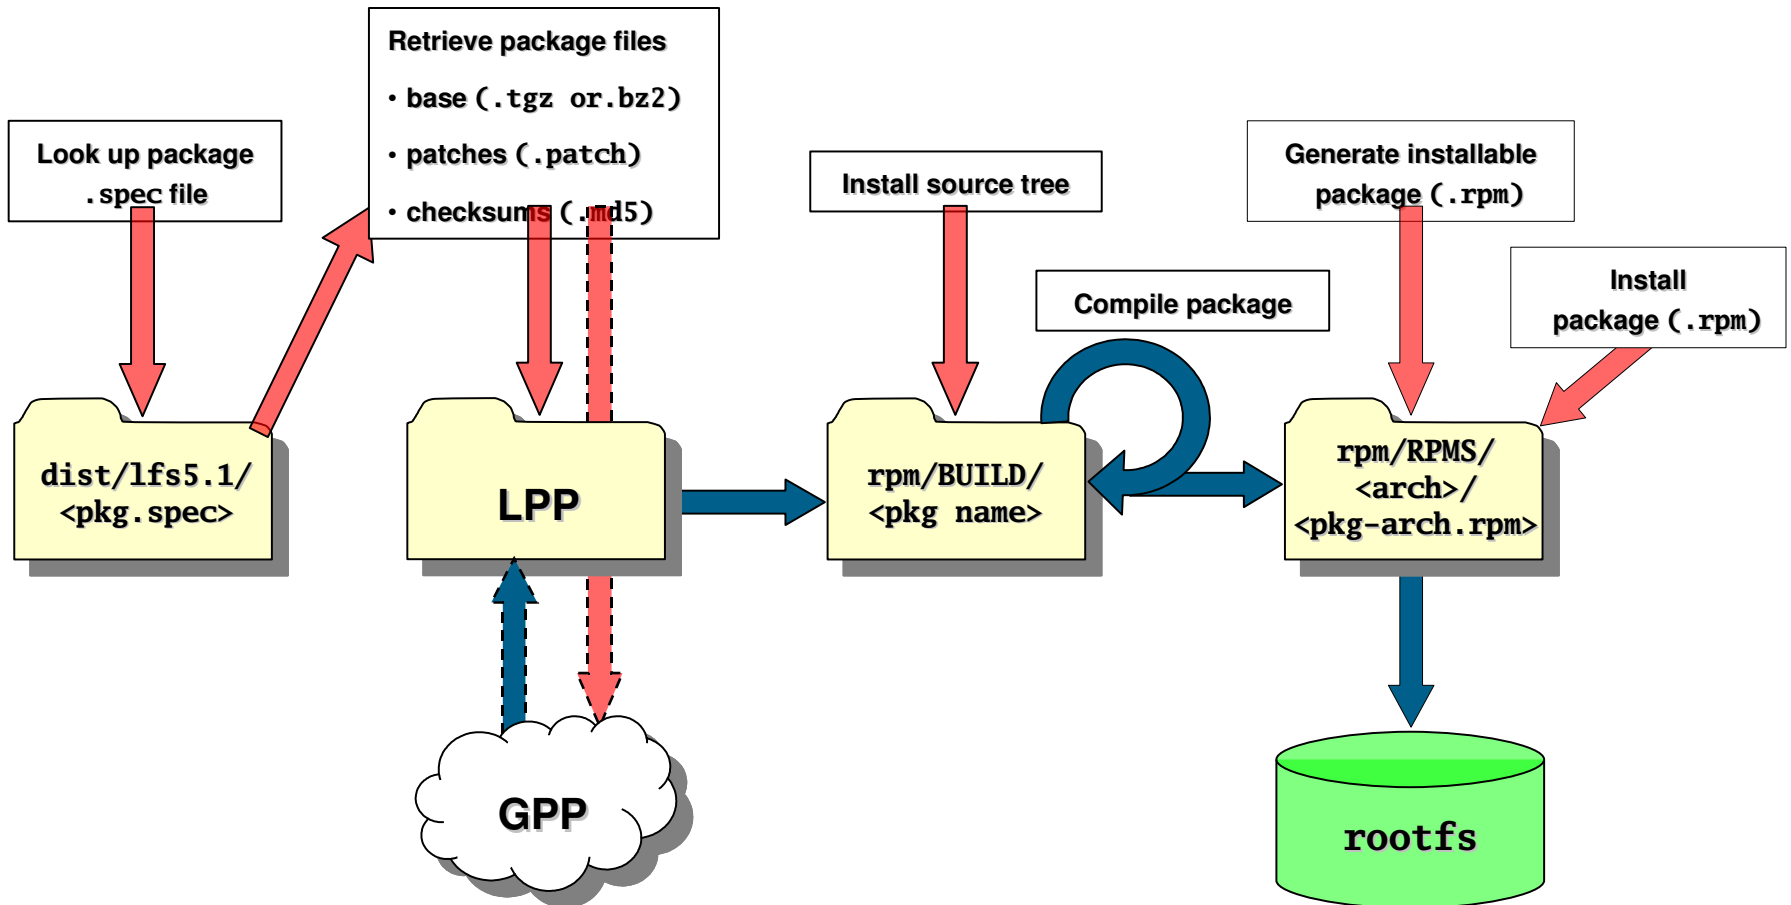 Retrieve package files
• base (.tgz or.bz2)
• patches (.patch)
• checksums (.md5)
Look up package
.spec file
Install source tree
Generate installable
package (.rpm)
Install
package (.rpm)
Compile package
dist/lfs5.1/
<pkg.spec>
LPP
rpm/BUILD/
<pkg name>
rpm/RPMS/
<arch>/
<pkg-arch.rpm>
GPP
rootfs